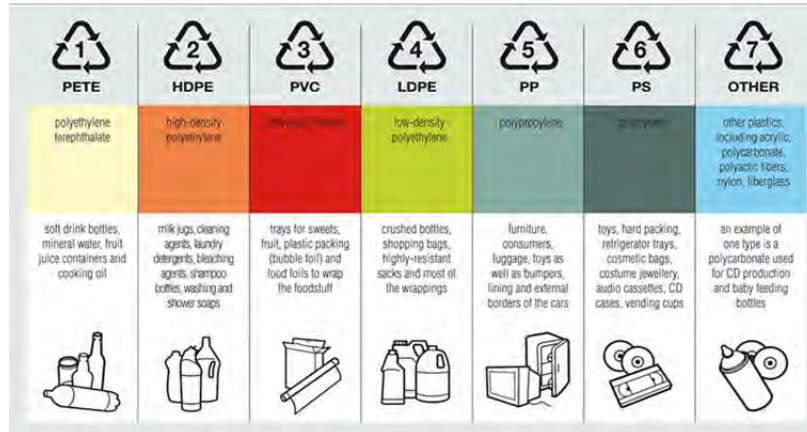 1
PETE
polyethylene
terephthalate
soft drink bottles,
mineral water, fruit
juice containers and
cooking oil
2
HDPE
high-density
polyethylene
milk jugs, cleaning
agents, laundry
detergents, bleaching
agents, shampoo
bottles, washing and
shower soaps
3
PVC
trays for sweets,
fruit, plastic packing
(bubble foil) and
food foils to wrap
the foodstuff
4
LDPE
low-density
polyethylene
crushed bottles,
shopping bags,
highly-resistant
sacks and most of
the wrappings
5
PP
polypropylene
furniture,
consumers,
luggage, toys as
well as bumpers,
lining and external
borders of the cars
6
PS
toys, hard packing,
refrigerator trays,
cosmetic bags,
costume jewellery,
audio cassettes, CD
cases, vending cups
7
OTHER
other plastics,
including acrylic,
polycarbonate,
polyactic fibers,
nylon, fiberglass
an example of
one type is a
polycarbonate used
for CD production
and baby feeding
bottles